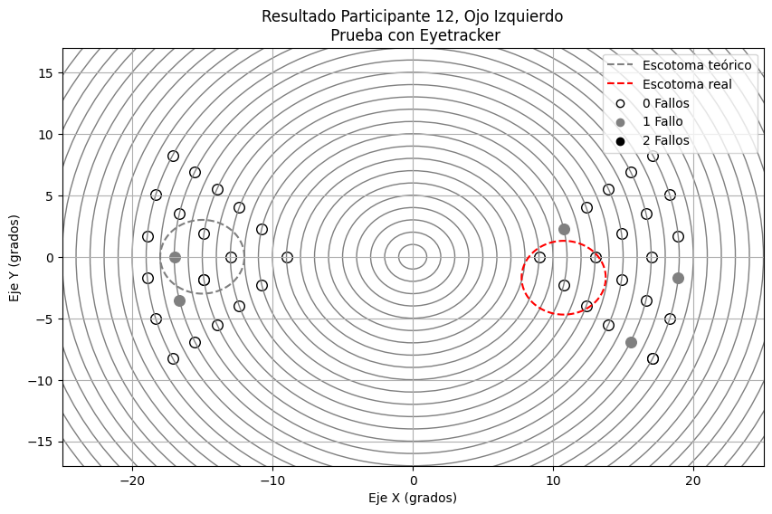 Resultado Participante 12, Ojo Izquierdo
Prueba con Eyetracker
Escotoma teórico
Escotoma real
0 Fallos
1 Fallo
2 Fallos
15
10
5
0
−5
−10
−15
Eje Y (grados)
−20
−10
0
10
20
Eje X (grados)